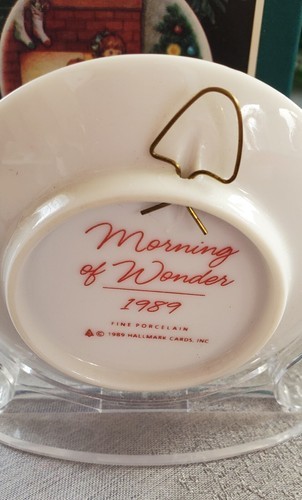 Morning
of Wonder
1989
FINE PORCELAIN
© 1989 HALLMARK CARDS, INC